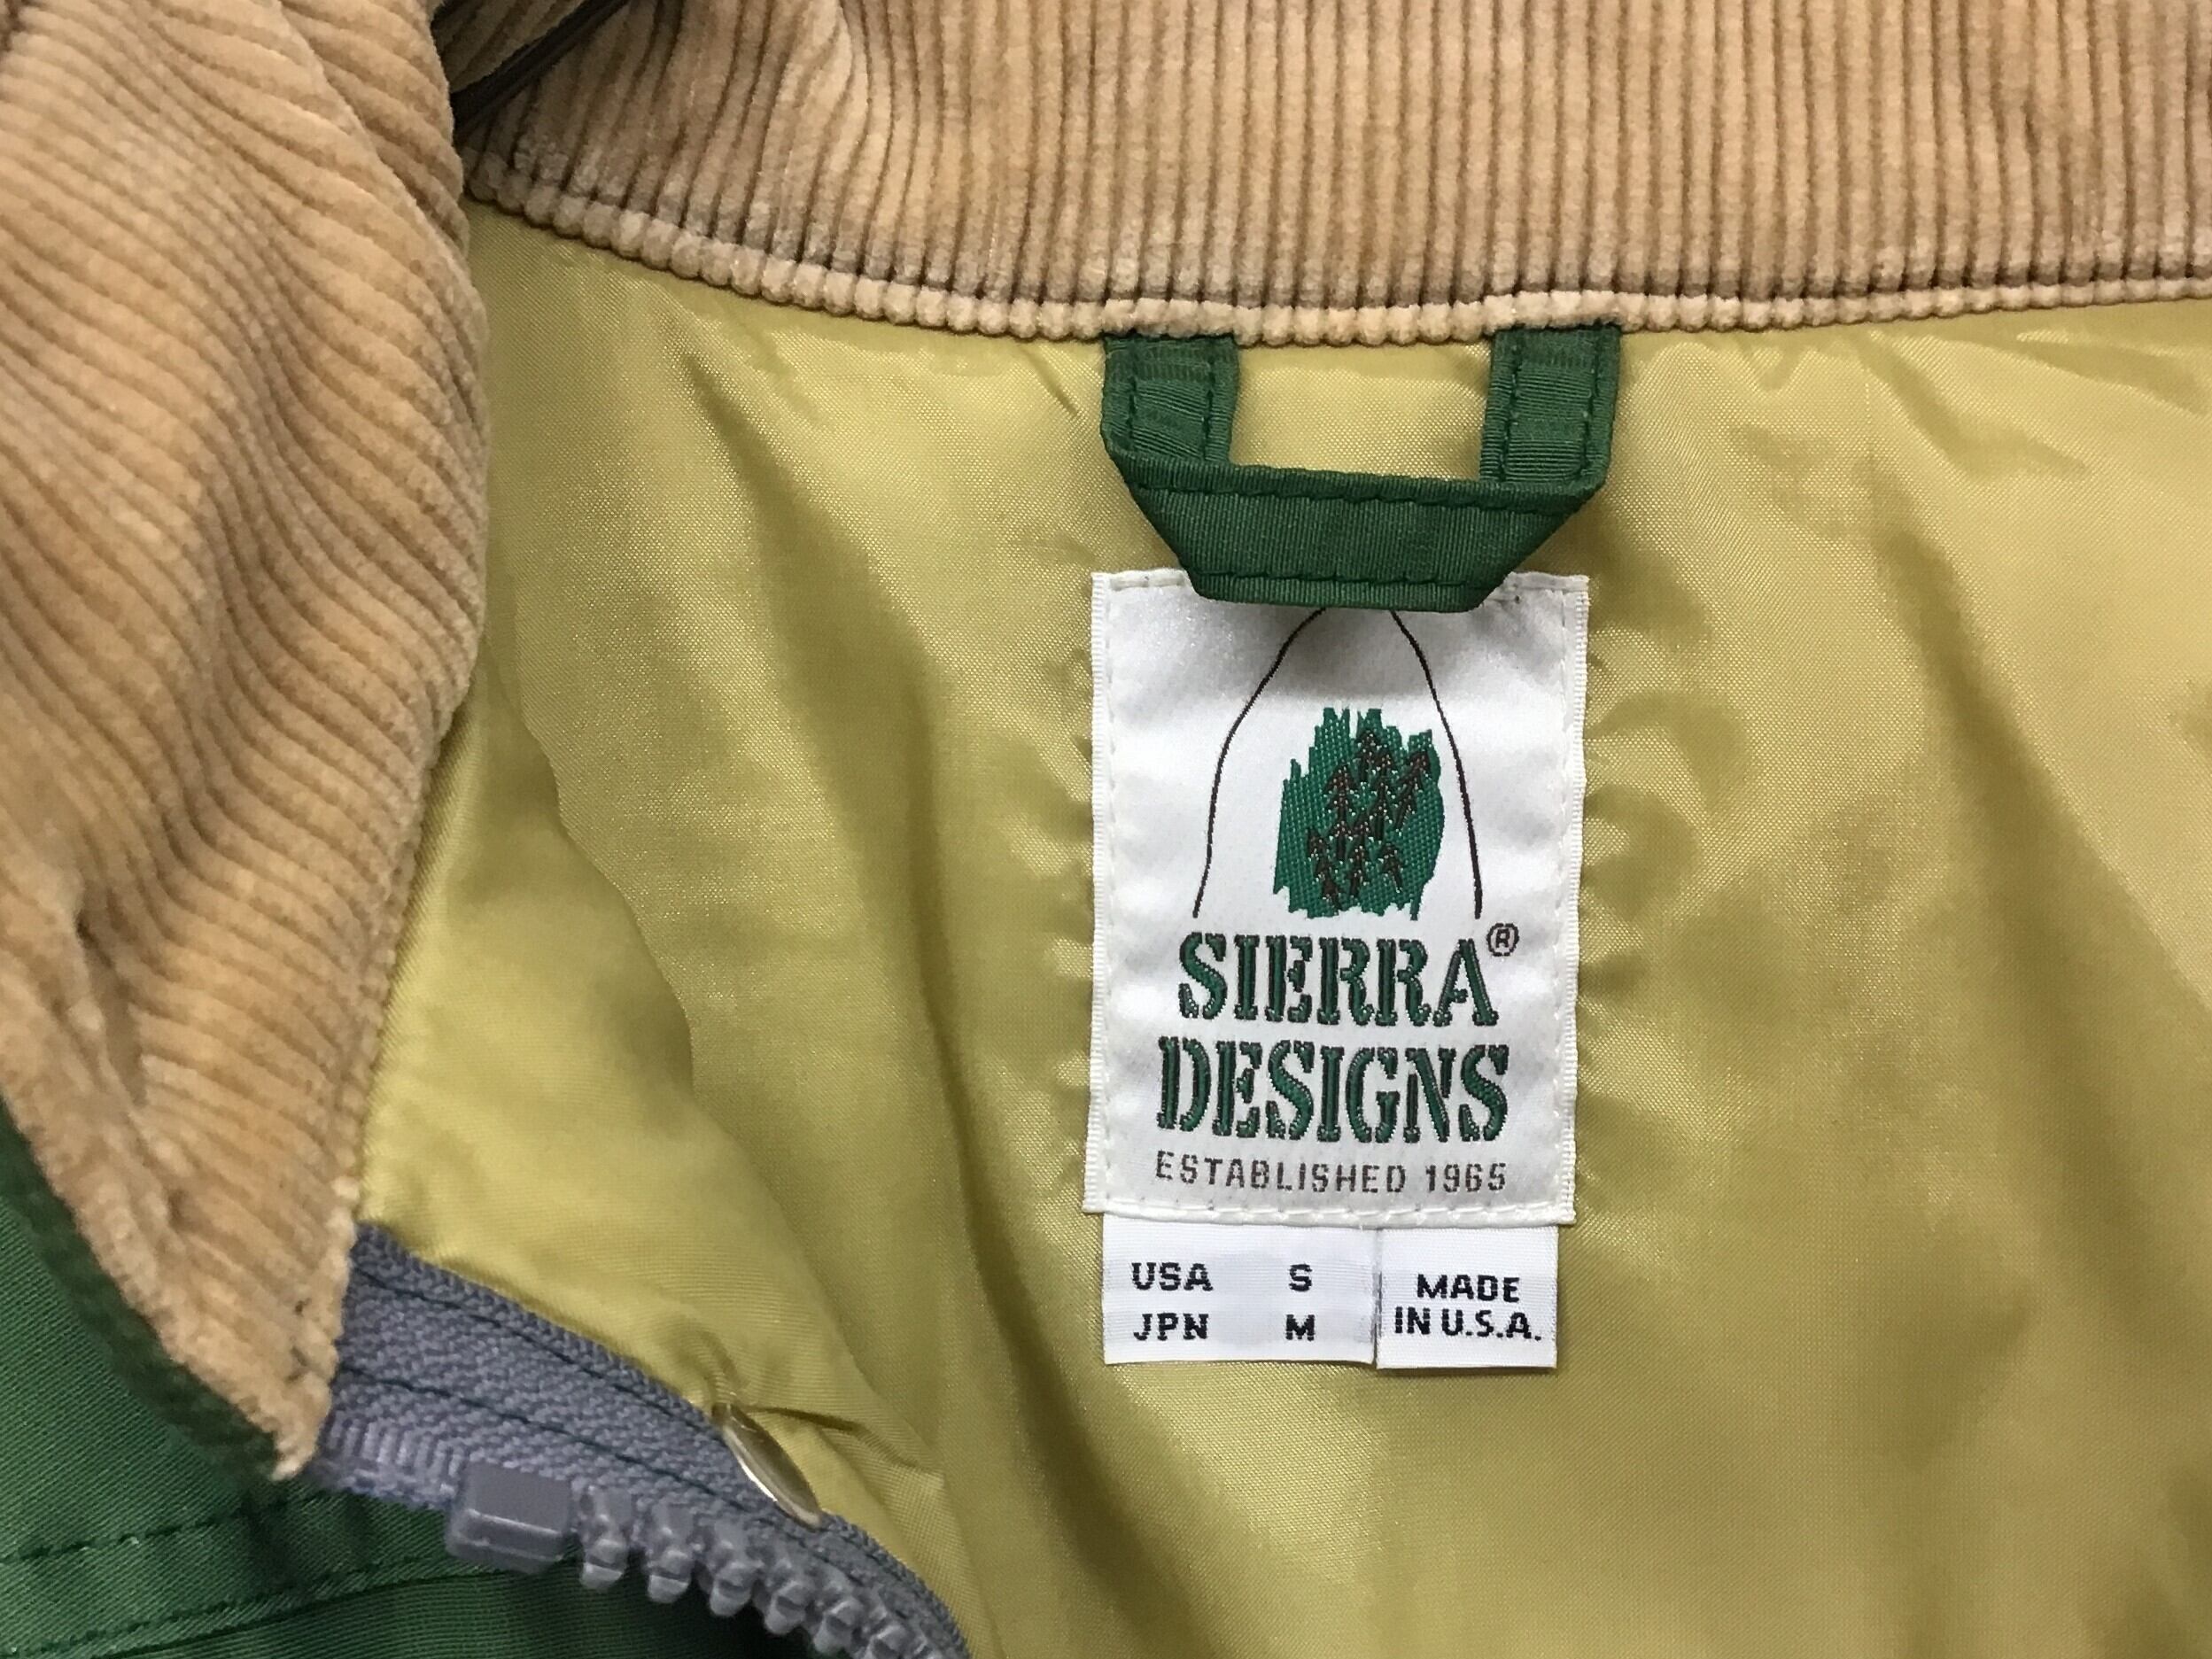 SIERRA®
DESIGNS
ESTABLISHED 1965
USA S
JPN M
MADE
IN U.S.A.